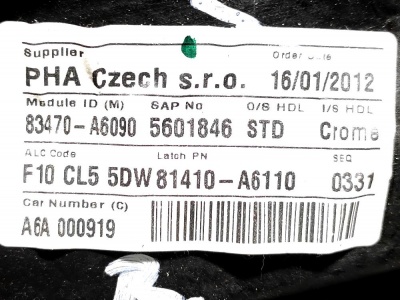 Supplier Order Date
PHA Czech s.r.o. 16/01/2012
Module ID (M) SAP No O/S HDL I/S HDL
83470-A6090 5601846 STD Crome
ALC Code Latch PN SEQ
F10 CL5 5DW 81410-A6110 0331
Car Number (C)
A6A 000919